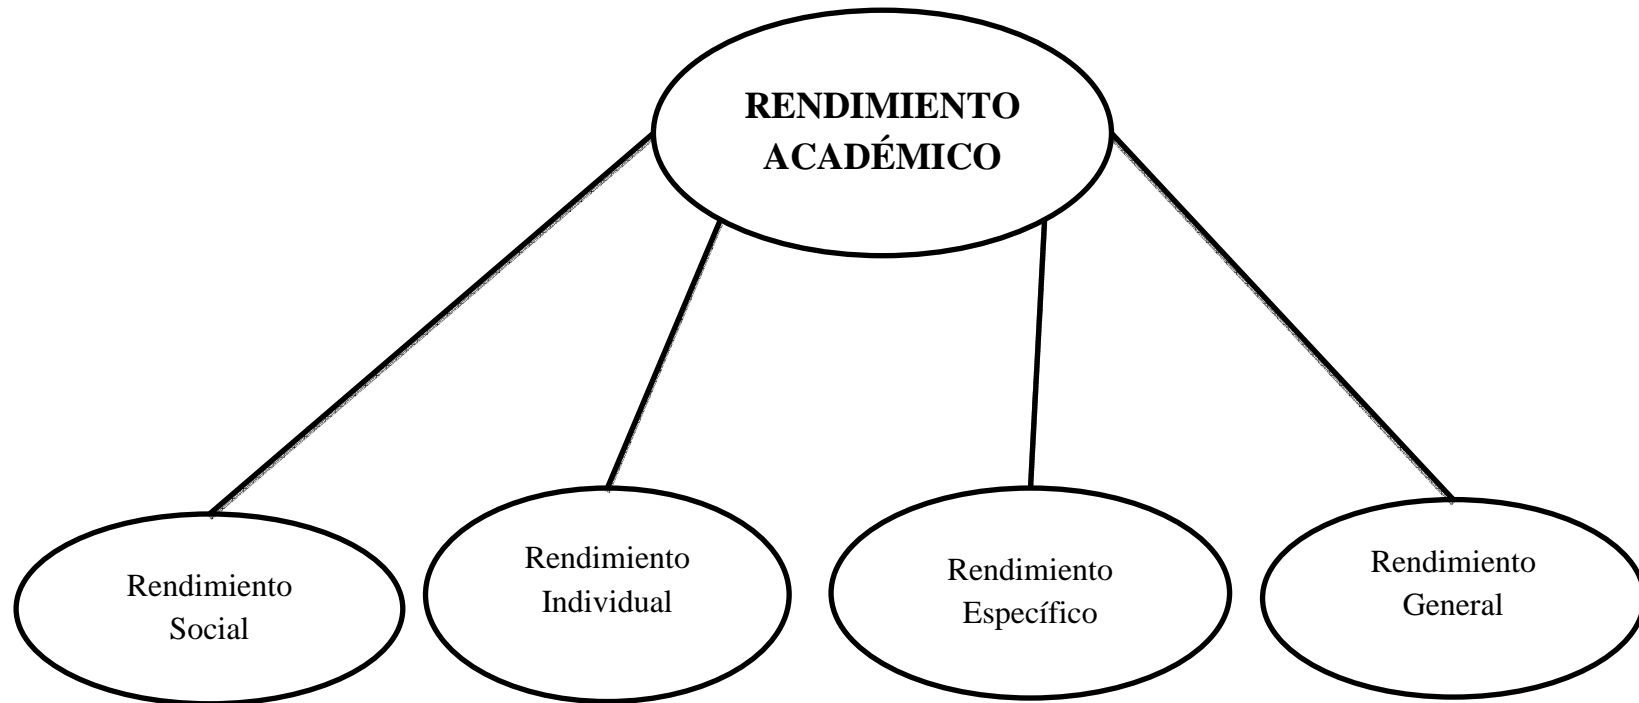 RENDIMIENTO
ACADÉMICO
Rendimiento
Social
Rendimiento
Individual
Rendimiento
Específico
Rendimiento
General